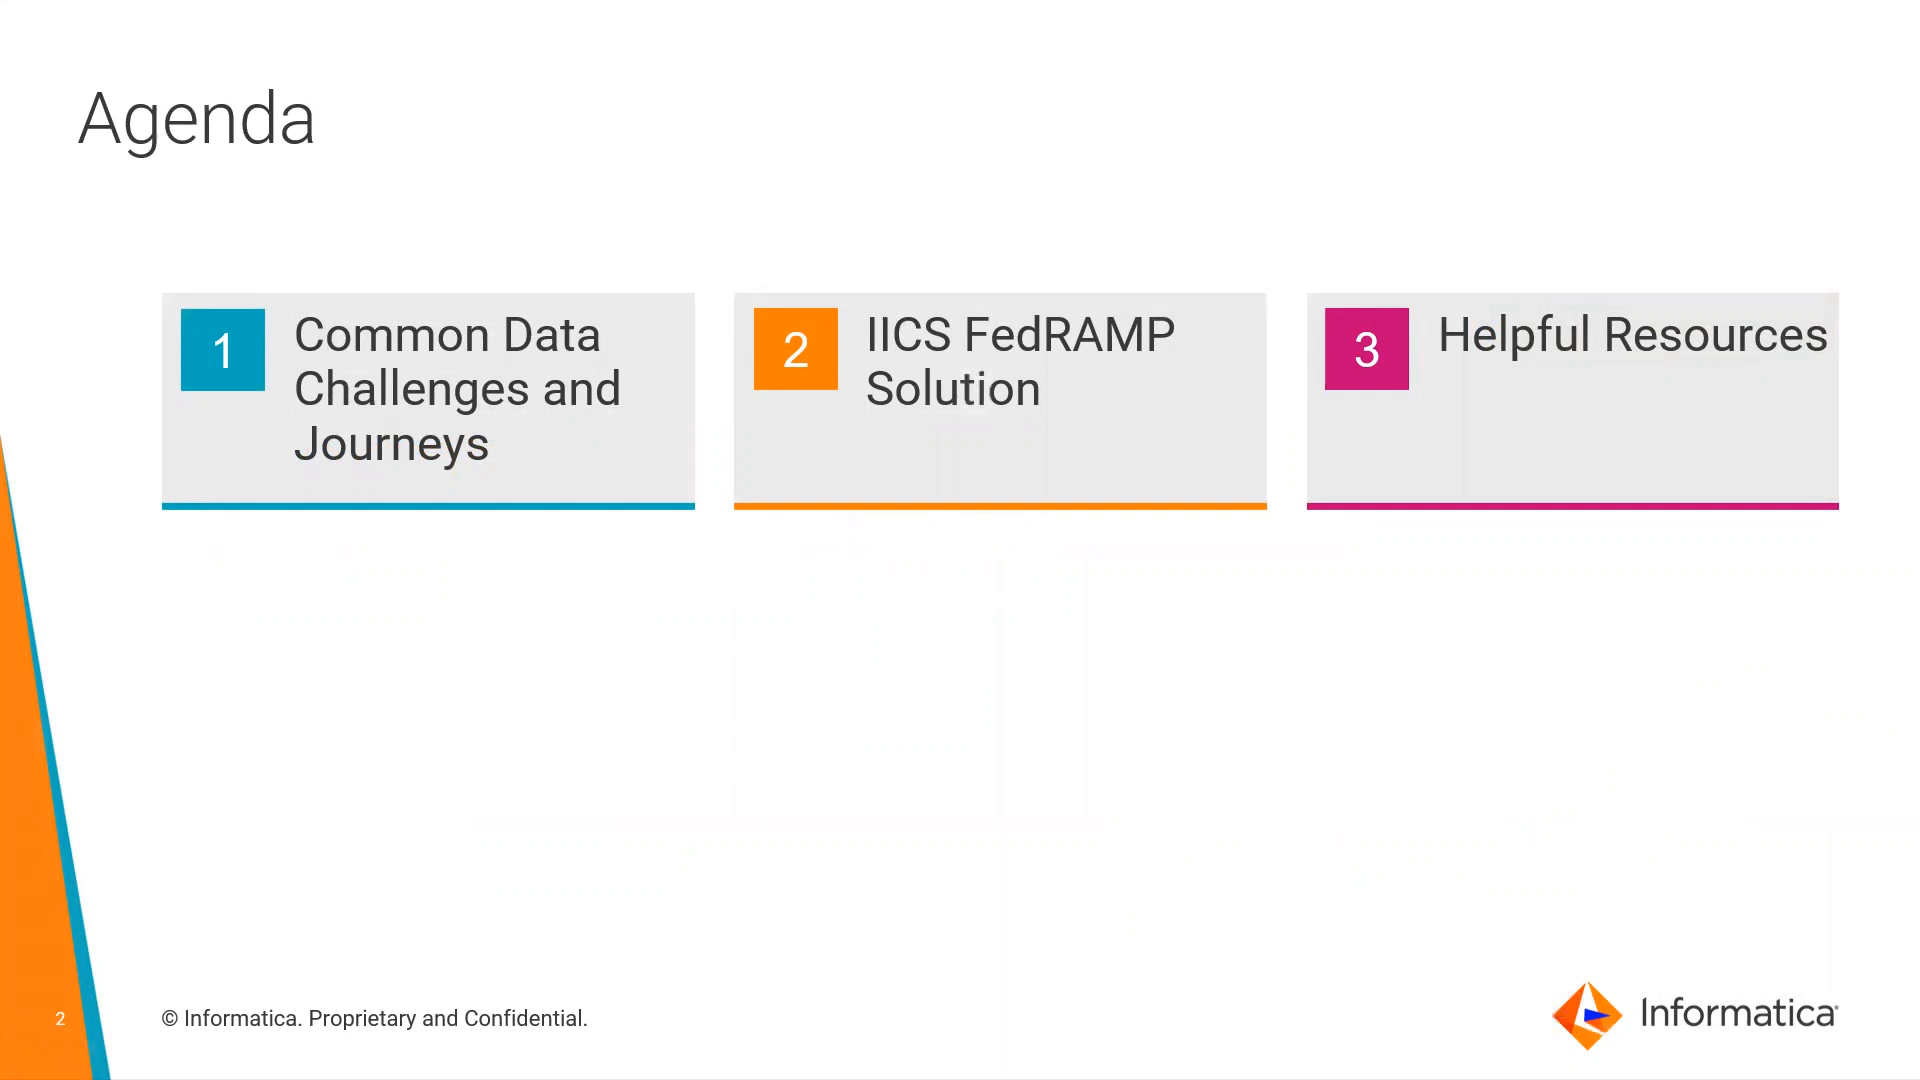 Agenda
1
Common Data
Challenges and
Journeys
2
IICS FedRAMP
Solution
3
Helpful Resources
2
© Informatica. Proprietary and Confidential.
Informatica